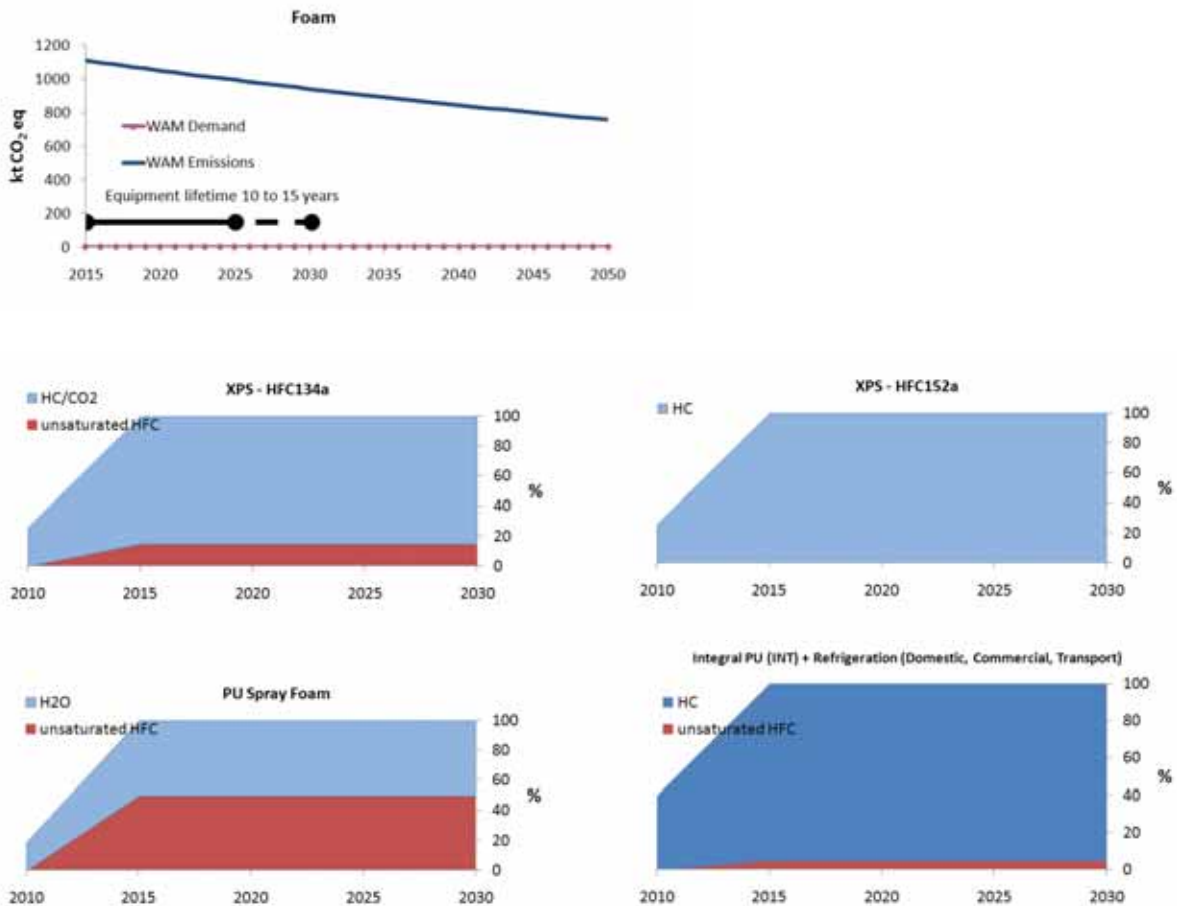 Foam
1200
1000
800
600
400
200
0
kt CO₂ eq
WAM Demand
WAM Emissions
Equipment lifetime 10 to 15 years
2015 2020 2025 2030 2035 2040 2045 2050
XPS - HFC134a
HC/CO2
unsaturated HFC
100
80
60
40
20
0
%
2010 2015 2020 2025 2030
XPS - HFC152a
HC
100
80
60
40
20
0
%
2010 2015 2020 2025 2030
PU Spray Foam
H2O
unsaturated HFC
100
80
60
40
20
0
%
2010 2015 2020 2025 2030
Integral PU (INT) + Refrigeration (Domestic, Commercial, Transport)
HC
unsaturated HFC
100
80
60
40
20
0
%
2010 2015 2020 2025 2030